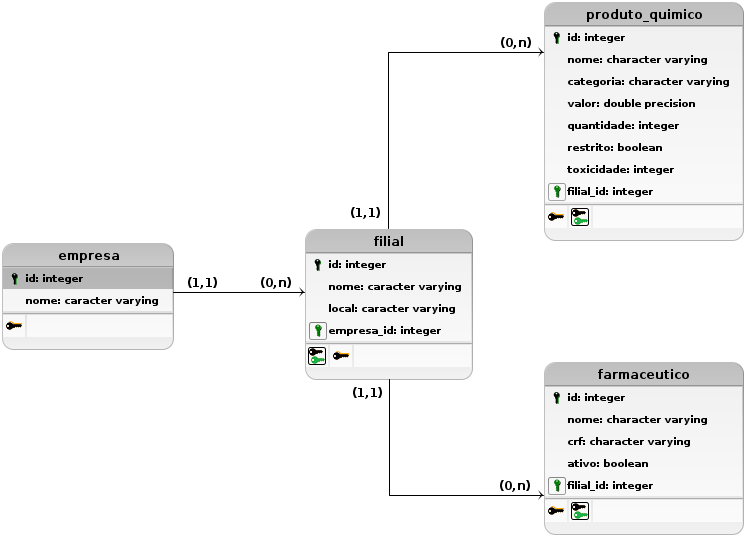 produto_quimico
id: integer
nome: character varying
categoria: character varying
valor: double precision
quantidade: integer
restrito: boolean
toxicidade: integer
filial_id: integer
(0,n)
(1,1)
empresa
id: integer
nome: caracter varying
(1,1)
(0,n)
filial
id: integer
nome: caracter varying
local: caracter varying
empresa_id: integer
(1,1)
(0,n)
farmaceutico
id: integer
nome: character varying
crf: character varying
ativo: boolean
filial_id: integer